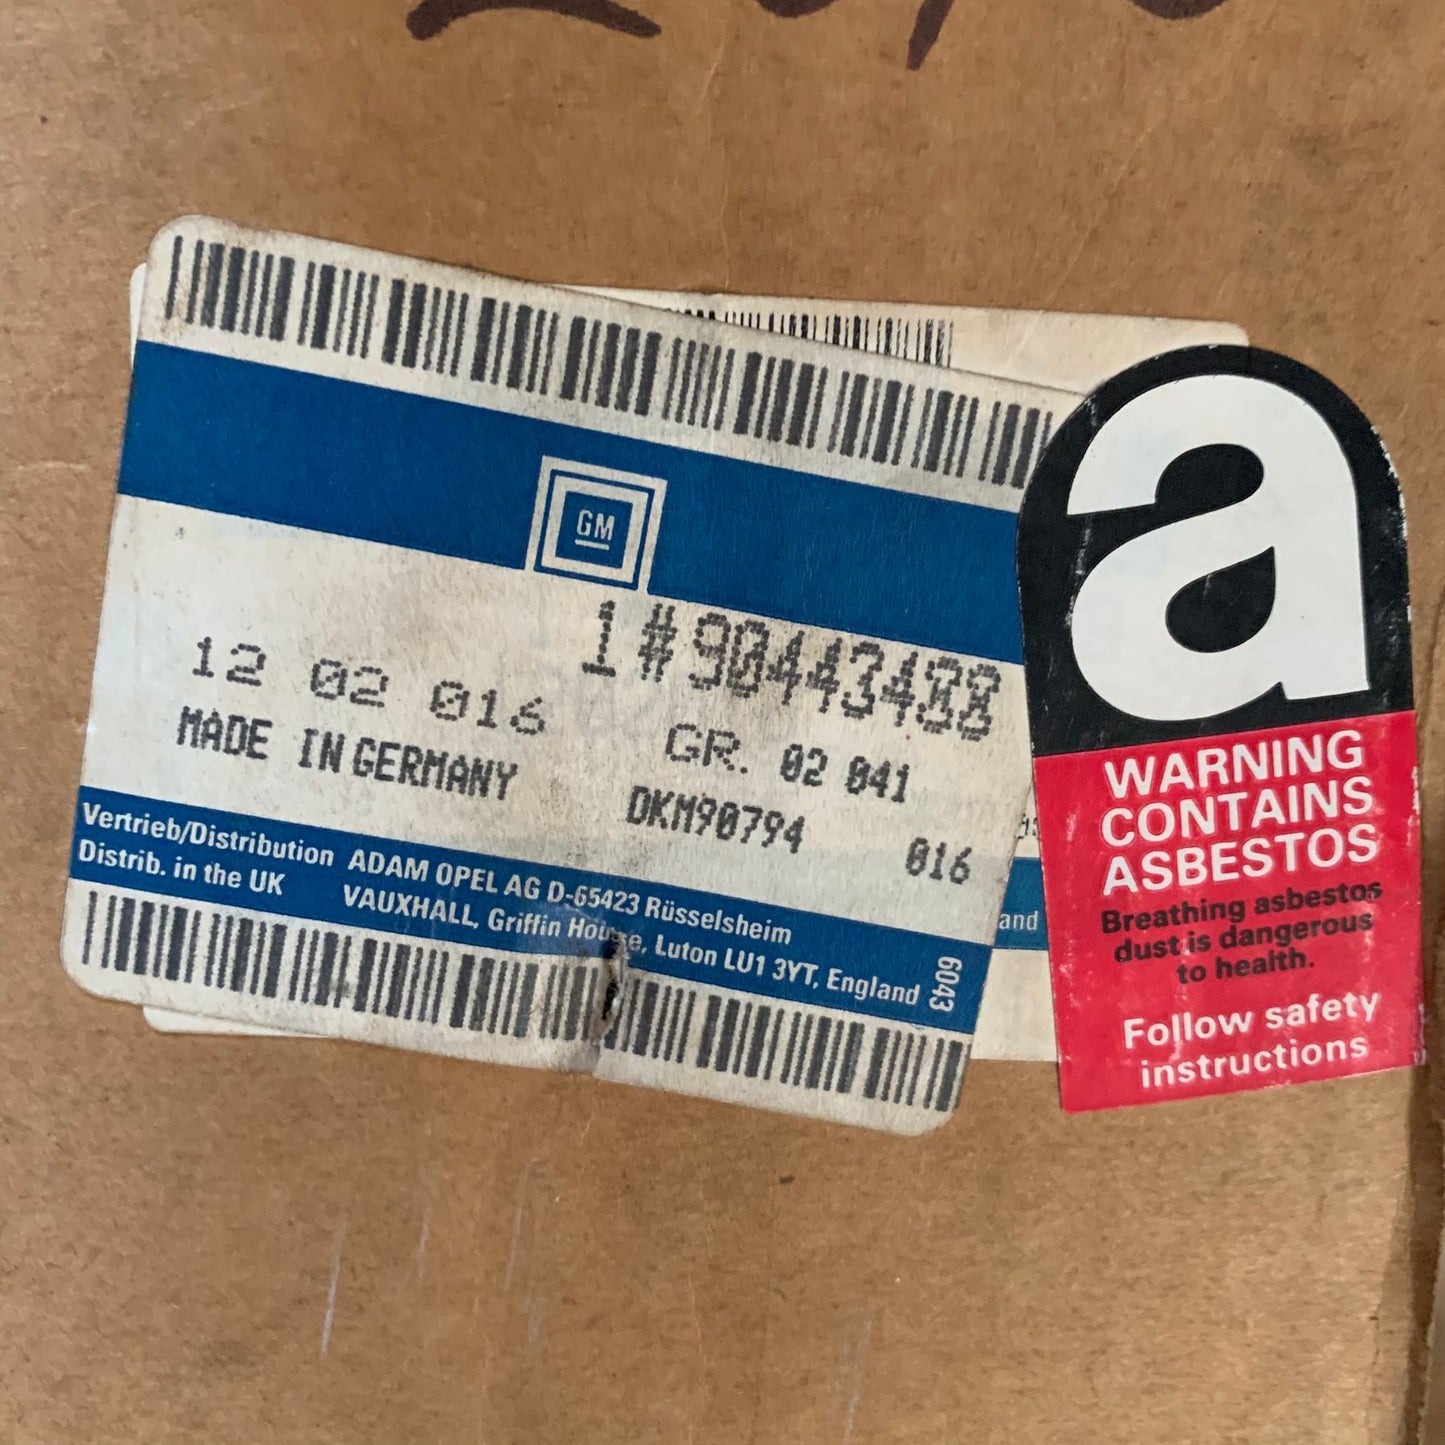 GM
1 #90443488
12 02 016
GR. 02 041
MADE IN GERMANY
DKM90794 016
Vertrieb/Distribution ADAM OPEL AG D-65423 Rüsselsheim
Distrib. in the UK VAUXHALL, Griffin House, Luton LU1 3YT, England
6043
and
a
WARNING
CONTAINS
ASBESTOS
Breathing asbestos
dust is dangerous
to health.
Follow safety
instructions